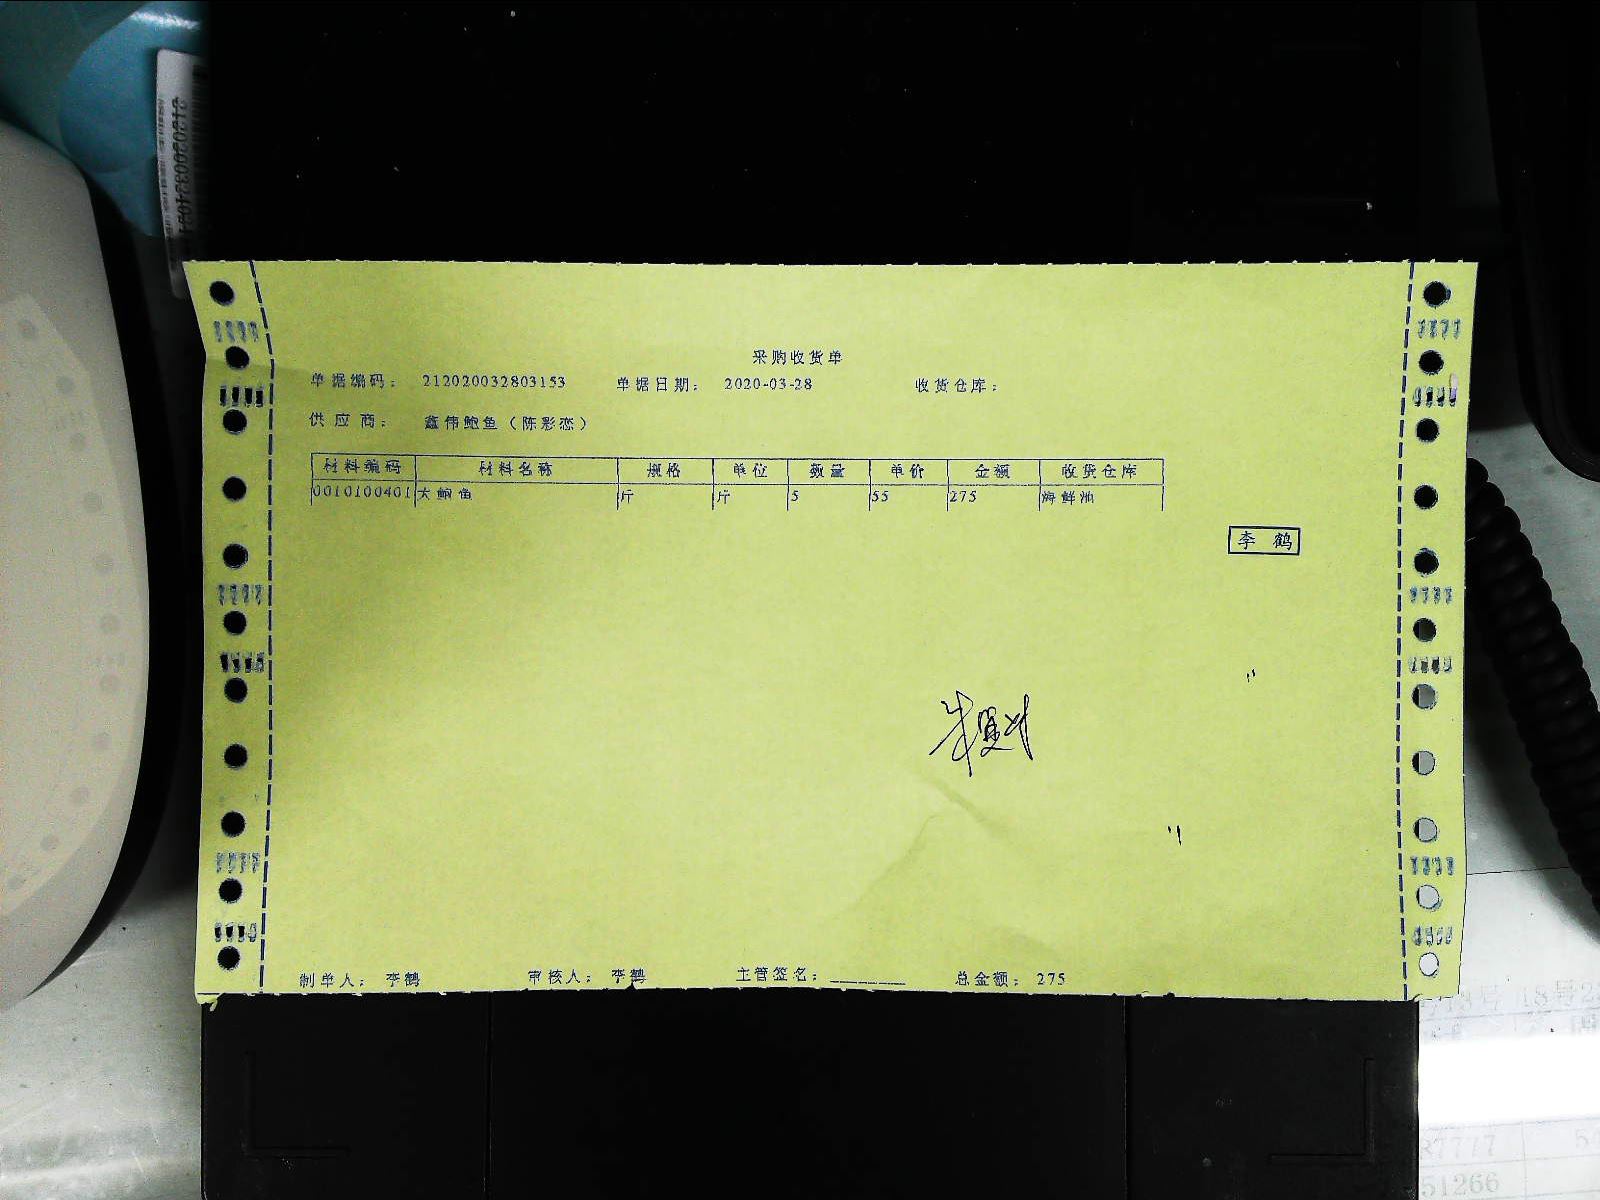 采购收货单
单据编码： 212020032803153 单据日期： 2020-03-28 收货仓库：
供应商： 鑫伟鲍鱼（陈彩恋）
材料编码 材料名称 规格 单位 数量 单价 金额 收货仓库
0010100401 大鲍鱼 斤 斤 5 55 275 海鲜池
李鹤
制单人： 李鹤 审核人： 李鹤 主管签名：________ 总金额： 275
37777
51266